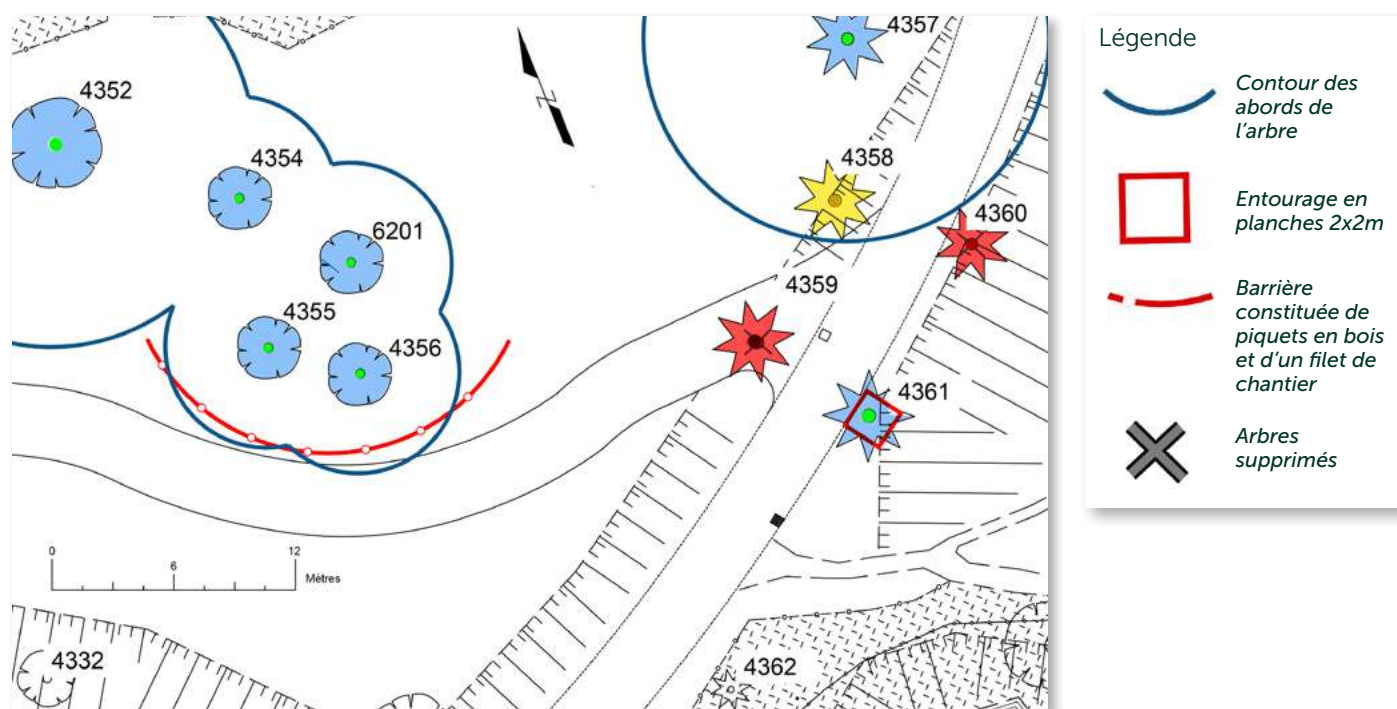 4357
4352
4354
4358
6201
4360
4359
4355
4356
4361
N
0
12
6
Mètres
4332
4362
Légende
Contour des
abords de
l'arbre
Entourage en
planches 2x2m
Barrière
constituée de
piquets en bois
et d'un filet de
chantier
Arbres
supprimés